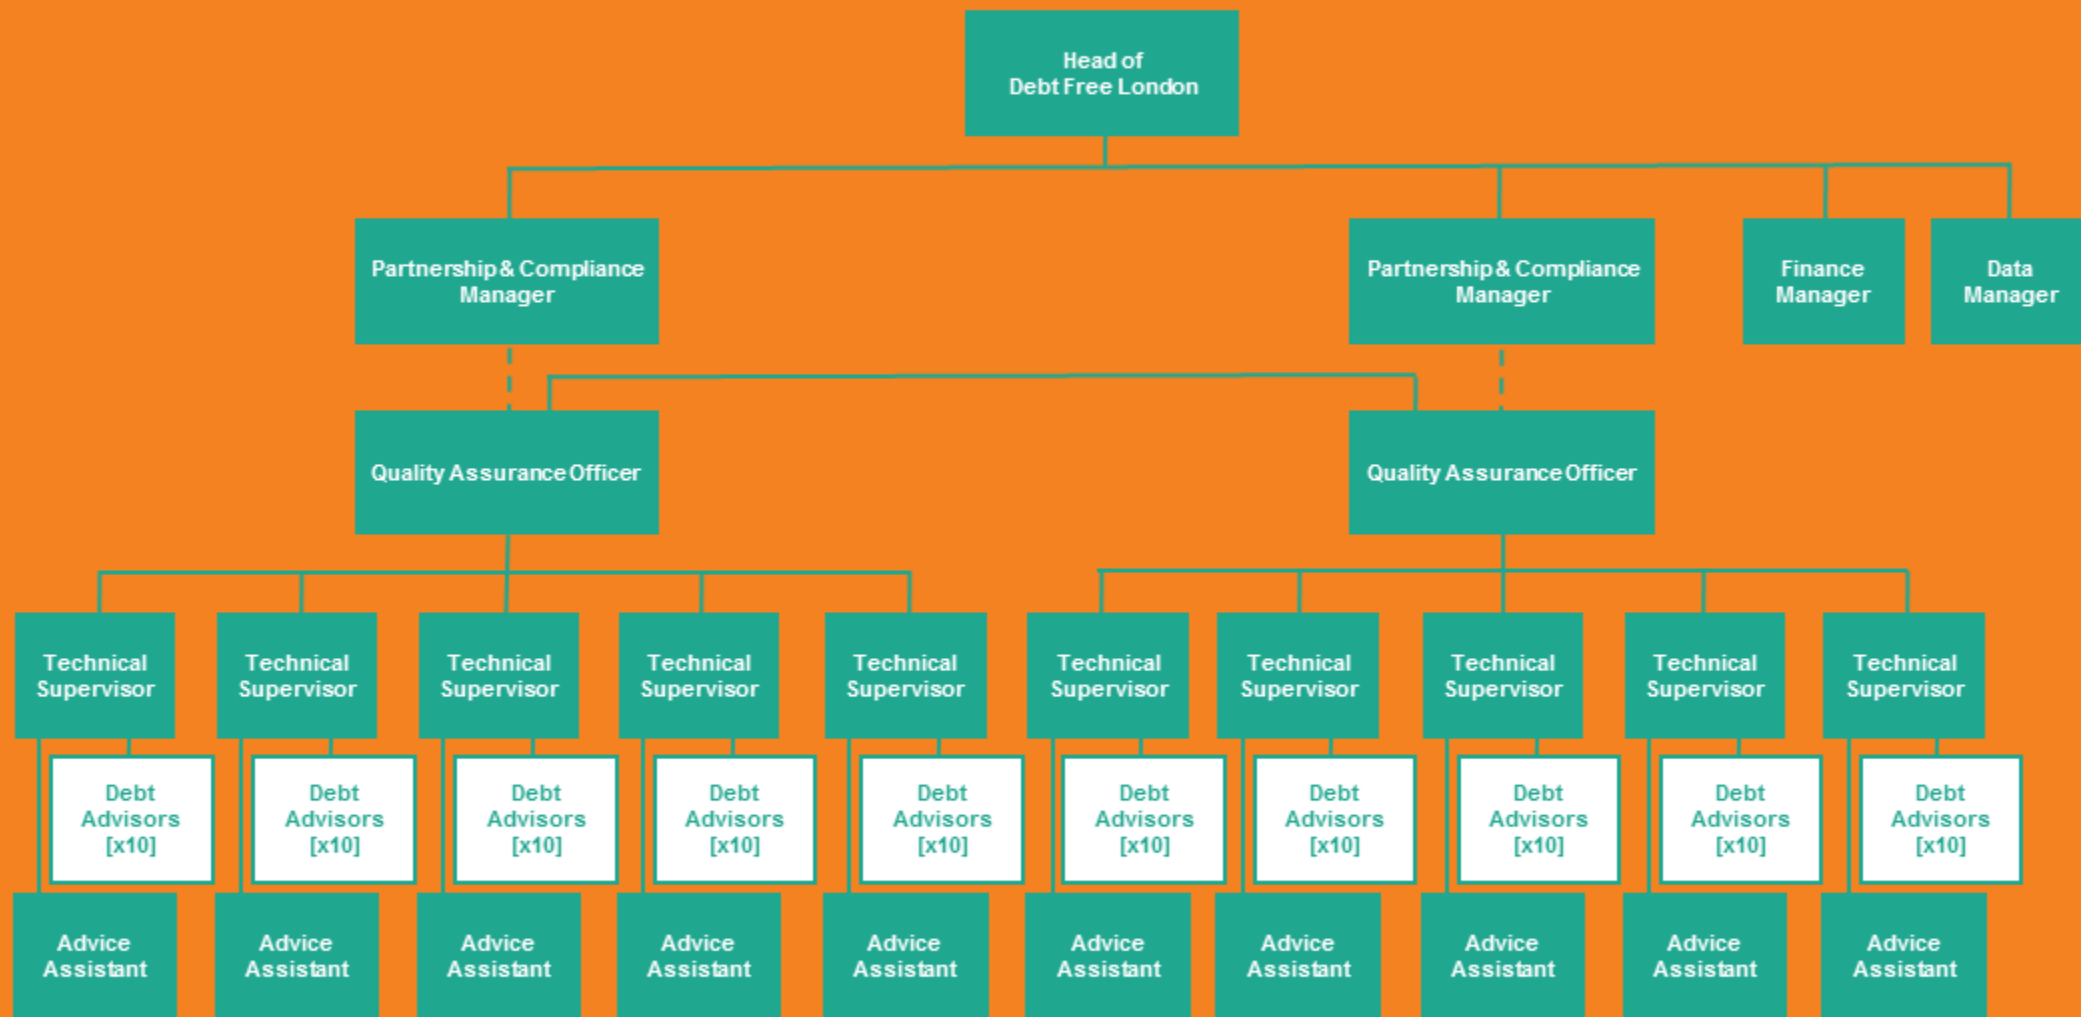 Head of
Debt Free London
Partnership & Compliance
Manager
Partnership & Compliance
Manager
Finance
Manager
Data
Manager
Quality Assurance Officer
Quality Assurance Officer
Technical
Supervisor
Technical
Supervisor
Technical
Supervisor
Technical
Supervisor
Technical
Supervisor
Technical
Supervisor
Technical
Supervisor
Technical
Supervisor
Technical
Supervisor
Technical
Supervisor
Debt
Advisors
[x10]
Debt
Advisors
[x10]
Debt
Advisors
[x10]
Debt
Advisors
[x10]
Debt
Advisors
[x10]
Debt
Advisors
[x10]
Debt
Advisors
[x10]
Debt
Advisors
[x10]
Debt
Advisors
[x10]
Debt
Advisors
[x10]
Advice
Assistant
Advice
Assistant
Advice
Assistant
Advice
Assistant
Advice
Assistant
Advice
Assistant
Advice
Assistant
Advice
Assistant
Advice
Assistant
Advice
Assistant